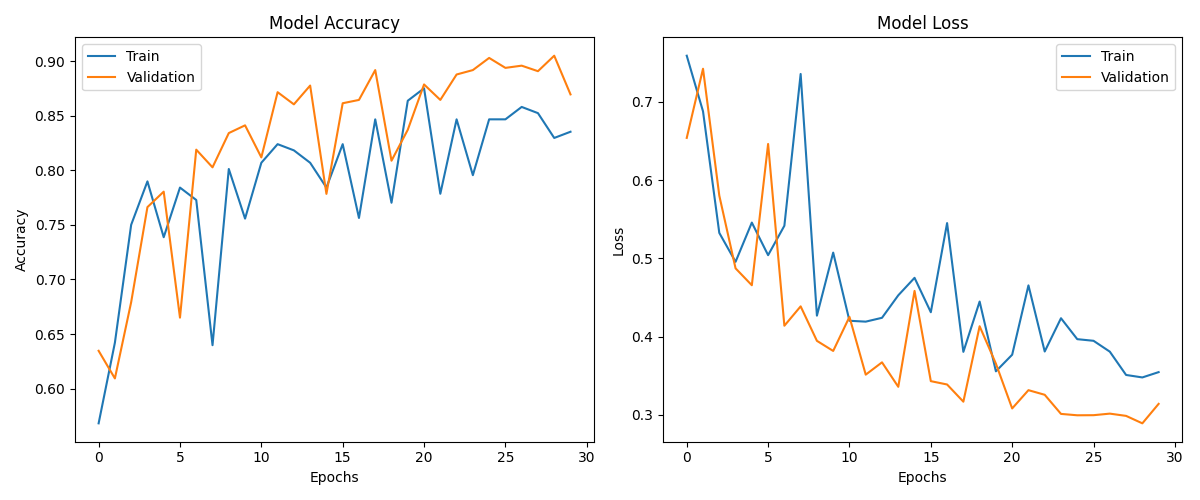 Model Accuracy
Train
Validation
0.90
0.85
0.80
0.75
0.70
0.65
0.60
Accuracy
0 5 10 15 20 25 30
Epochs
Model Loss
Train
Validation
0.7
0.6
0.5
0.4
0.3
Loss
0 5 10 15 20 25 30
Epochs